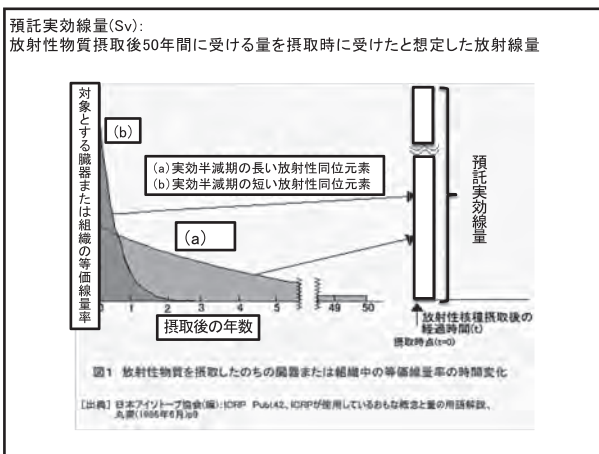 預託実効線量(Sv):
放射性物質摂取後50年間に受ける量を摂取時に受けたと想定した放射線量
対象とする臓器または組織の等価線量率
(b)
(a)実効半減期の長い放射性同位元素
(b)実効半減期の短い放射性同位元素
(a)
預託実効線量
0 1 2 3 4 5 49 50
摂取後の年数
放射性核種摂取後の
経過時間(t)
摂取時点(t=0)
図1 放射性物質を摂取したのちの臓器または組織中の等価線量率の時間変化
[出典] 日本アイソトープ協会(編):ICRP Publ.42、ICRPが使用しているおもな概念と量の用語解説、
丸善(1986年6月)p9